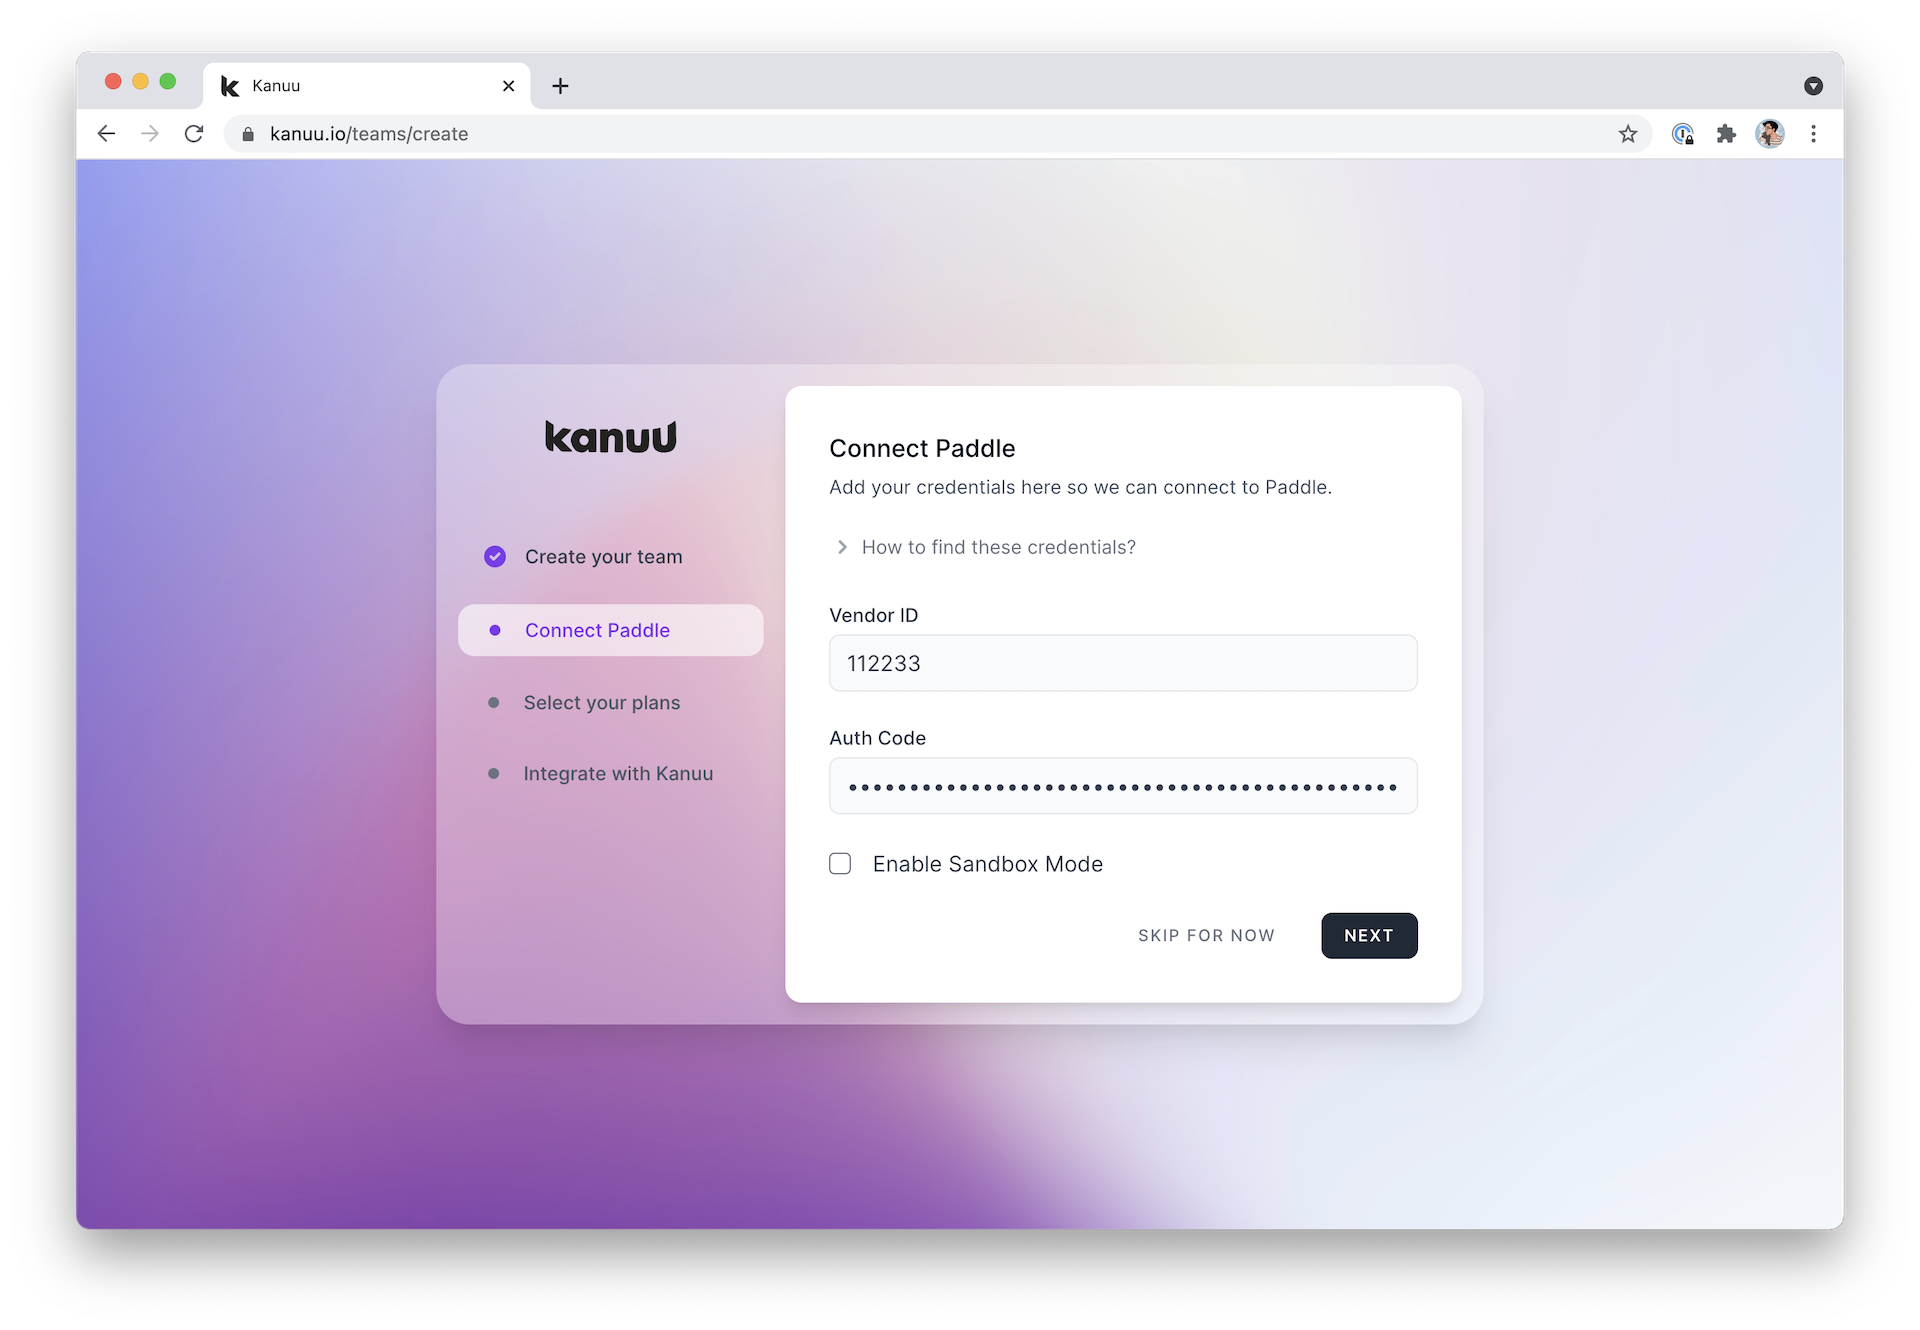 Kanuu
kanuu.io/teams/create
kanuu
Create your team
Connect Paddle
Select your plans
Integrate with Kanuu
Connect Paddle
Add your credentials here so we can connect to Paddle.
How to find these credentials?
Vendor ID
112233
Auth Code
Enable Sandbox Mode
SKIP FOR NOW
NEXT